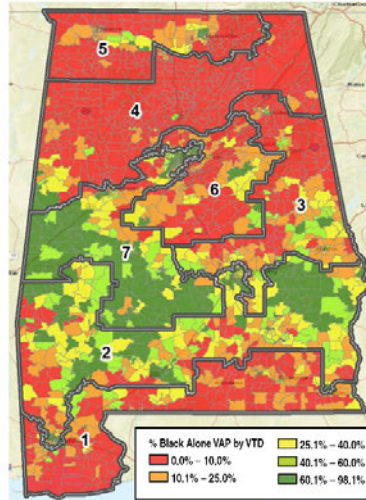 5
4
6
3
7
2
1
% Black Alone VAP by VTD
0.0% – 10.0%
10.1% – 25.0%
25.1% – 40.0%
40.1% – 60.0%
60.1% – 98.1%